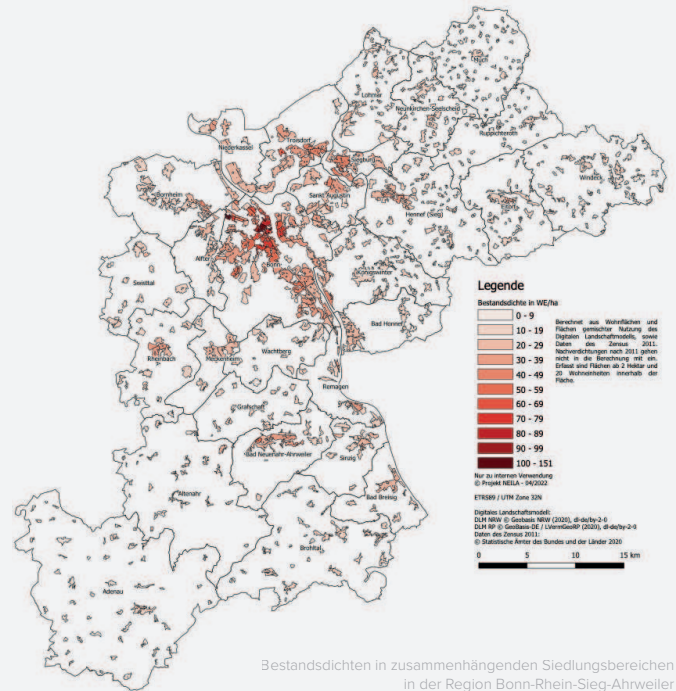 Much
Lohmar
Neunkirchen-Seelscheid
Ruppichteroth
Niederkassel
Troisdorf
Siegburg
Windeck
Bornheim
Sankt Augustin
Hennef (Sieg)
Eitorf
Alfter
Bonn
Königswinter
Swisttal
Bad Honnef
Rheinbach
Meckenheim
Wachtberg
Remagen
Grafschaft
Bad Neuenahr-Ahrweiler
Sinzig
Altenahr
Bad Breisig
Brohltal
Adenau
Legende
Bestandsdichte in WE/ha
0 - 9
10 - 19
20 - 29
30 - 39
40 - 49
50 - 59
60 - 69
70 - 79
80 - 89
90 - 99
100 - 151
Berechnet aus Wohnflächen und
Flächen gemischter Nutzung des
Digitalen Landschaftsmodells, sowie
Daten des Zensus 2011.
Nachverdichtungen nach 2011 gehen
nicht in die Berechnung mit ein.
Erfasst sind Flächen ab 2 Hektar und
20 Wohneinheiten innerhalb der
Fläche.
Nur zu internen Verwendung
© Projekt NEILA - 04/2022
ETRS89 / UTM Zone 32N
Digitales Landschaftsmodell:
DLM NRW © Geobasis NRW (2020), dl-de/by-2-0
DLM RP © GeoBasis-DE / LVermGeoRP (2020), dl-de/by-2-0
Daten des Zensus 2011:
© Statistische Ämter des Bundes und der Länder 2020
0 5 10 15 km
Bestandsdichten in zusammenhängenden Siedlungsbereichen
in der Region Bonn-Rhein-Sieg-Ahrweiler